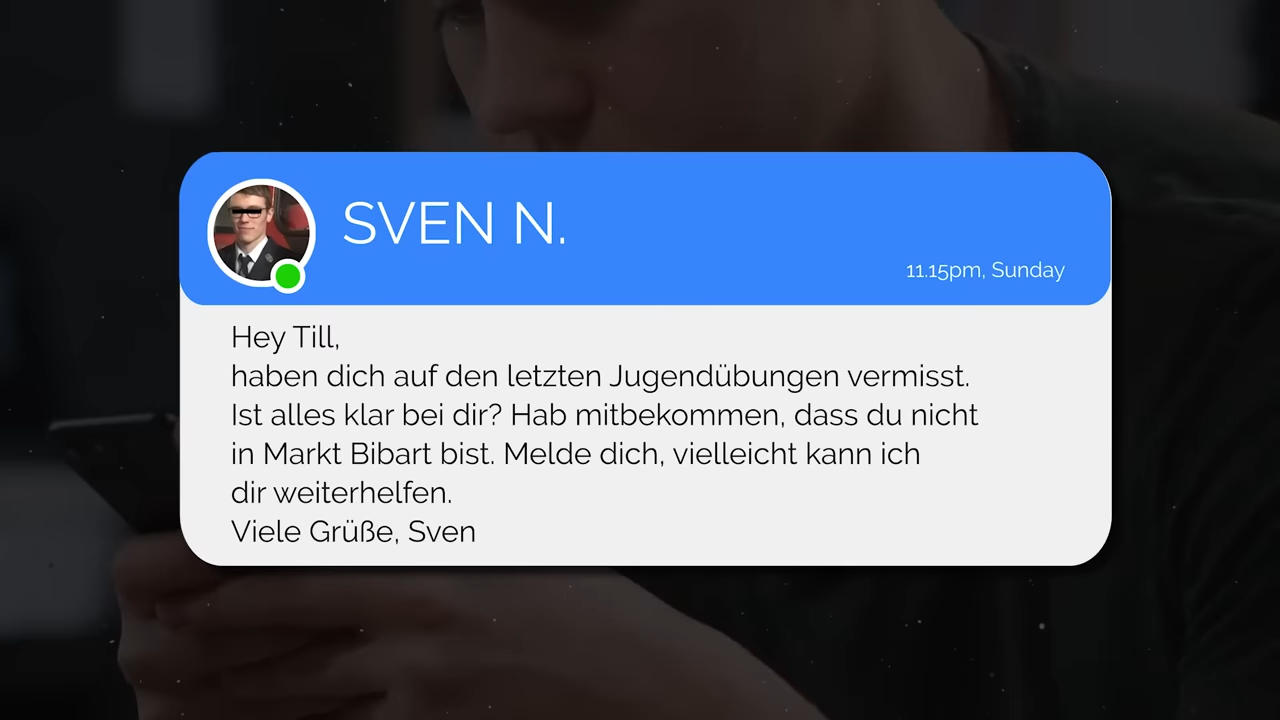 SVEN N.
11.15pm, Sunday
Hey Till,
haben dich auf den letzten Jugendübungen vermisst.
Ist alles klar bei dir? Hab mitbekommen, dass du nicht
in Markt Bibart bist. Melde dich, vielleicht kann ich
dir weiterhelfen.
Viele Grüße, Sven